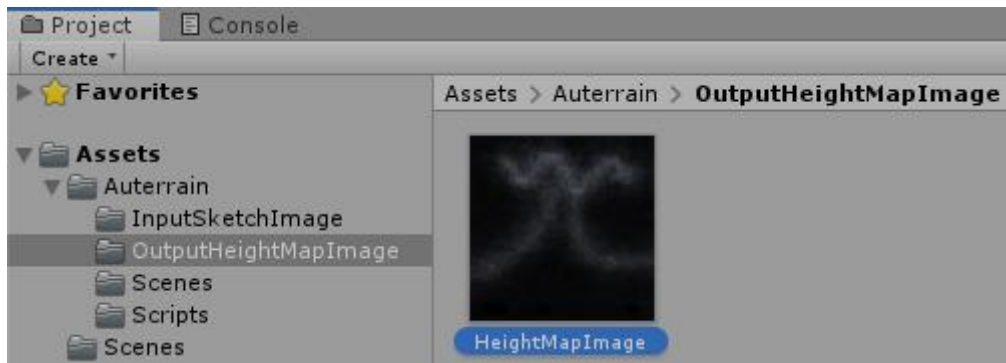 Project Console
Create
Favorites
Assets > Auterrain > OutputHeightMapImage
Assets
Auterrain
InputSketchImage
OutputHeightMapImage
Scenes
Scripts
Scenes
HeightMapImage